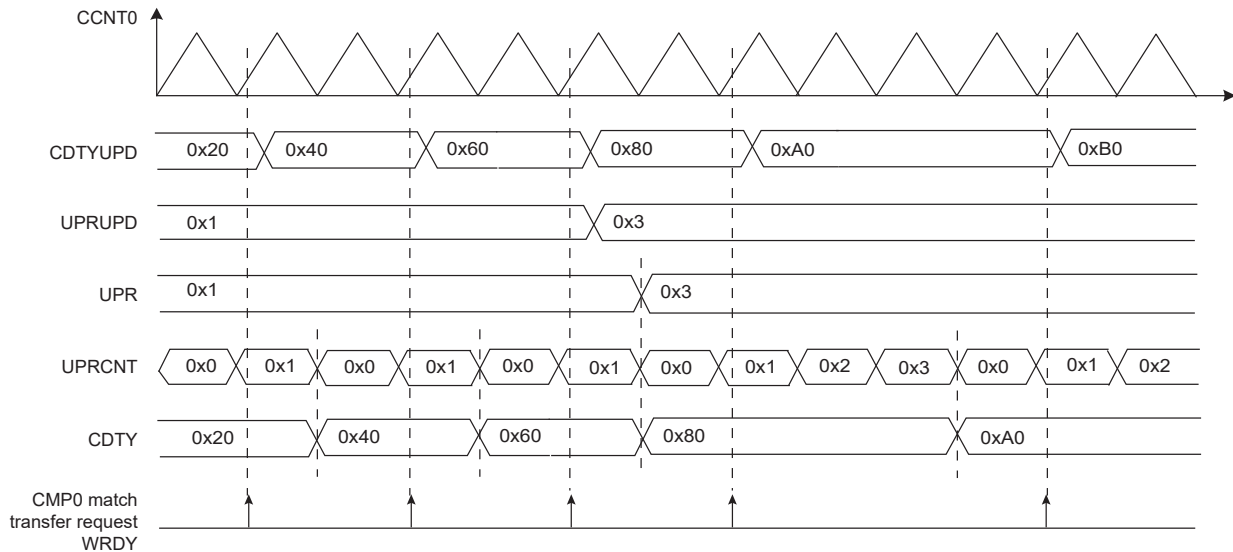 CCNT0
CDTYUPD 0x20 0x40 0x60 0x80 0xA0 0xB0
UPRUPD 0x1 0x3
UPR 0x1 0x3
UPRCNT 0x0 0x1 0x0 0x1 0x0 0x1 0x0 0x1 0x2 0x3 0x0 0x1 0x2
CDTY 0x20 0x40 0x60 0x80 0xA0
CMP0 match
transfer request
WRDY